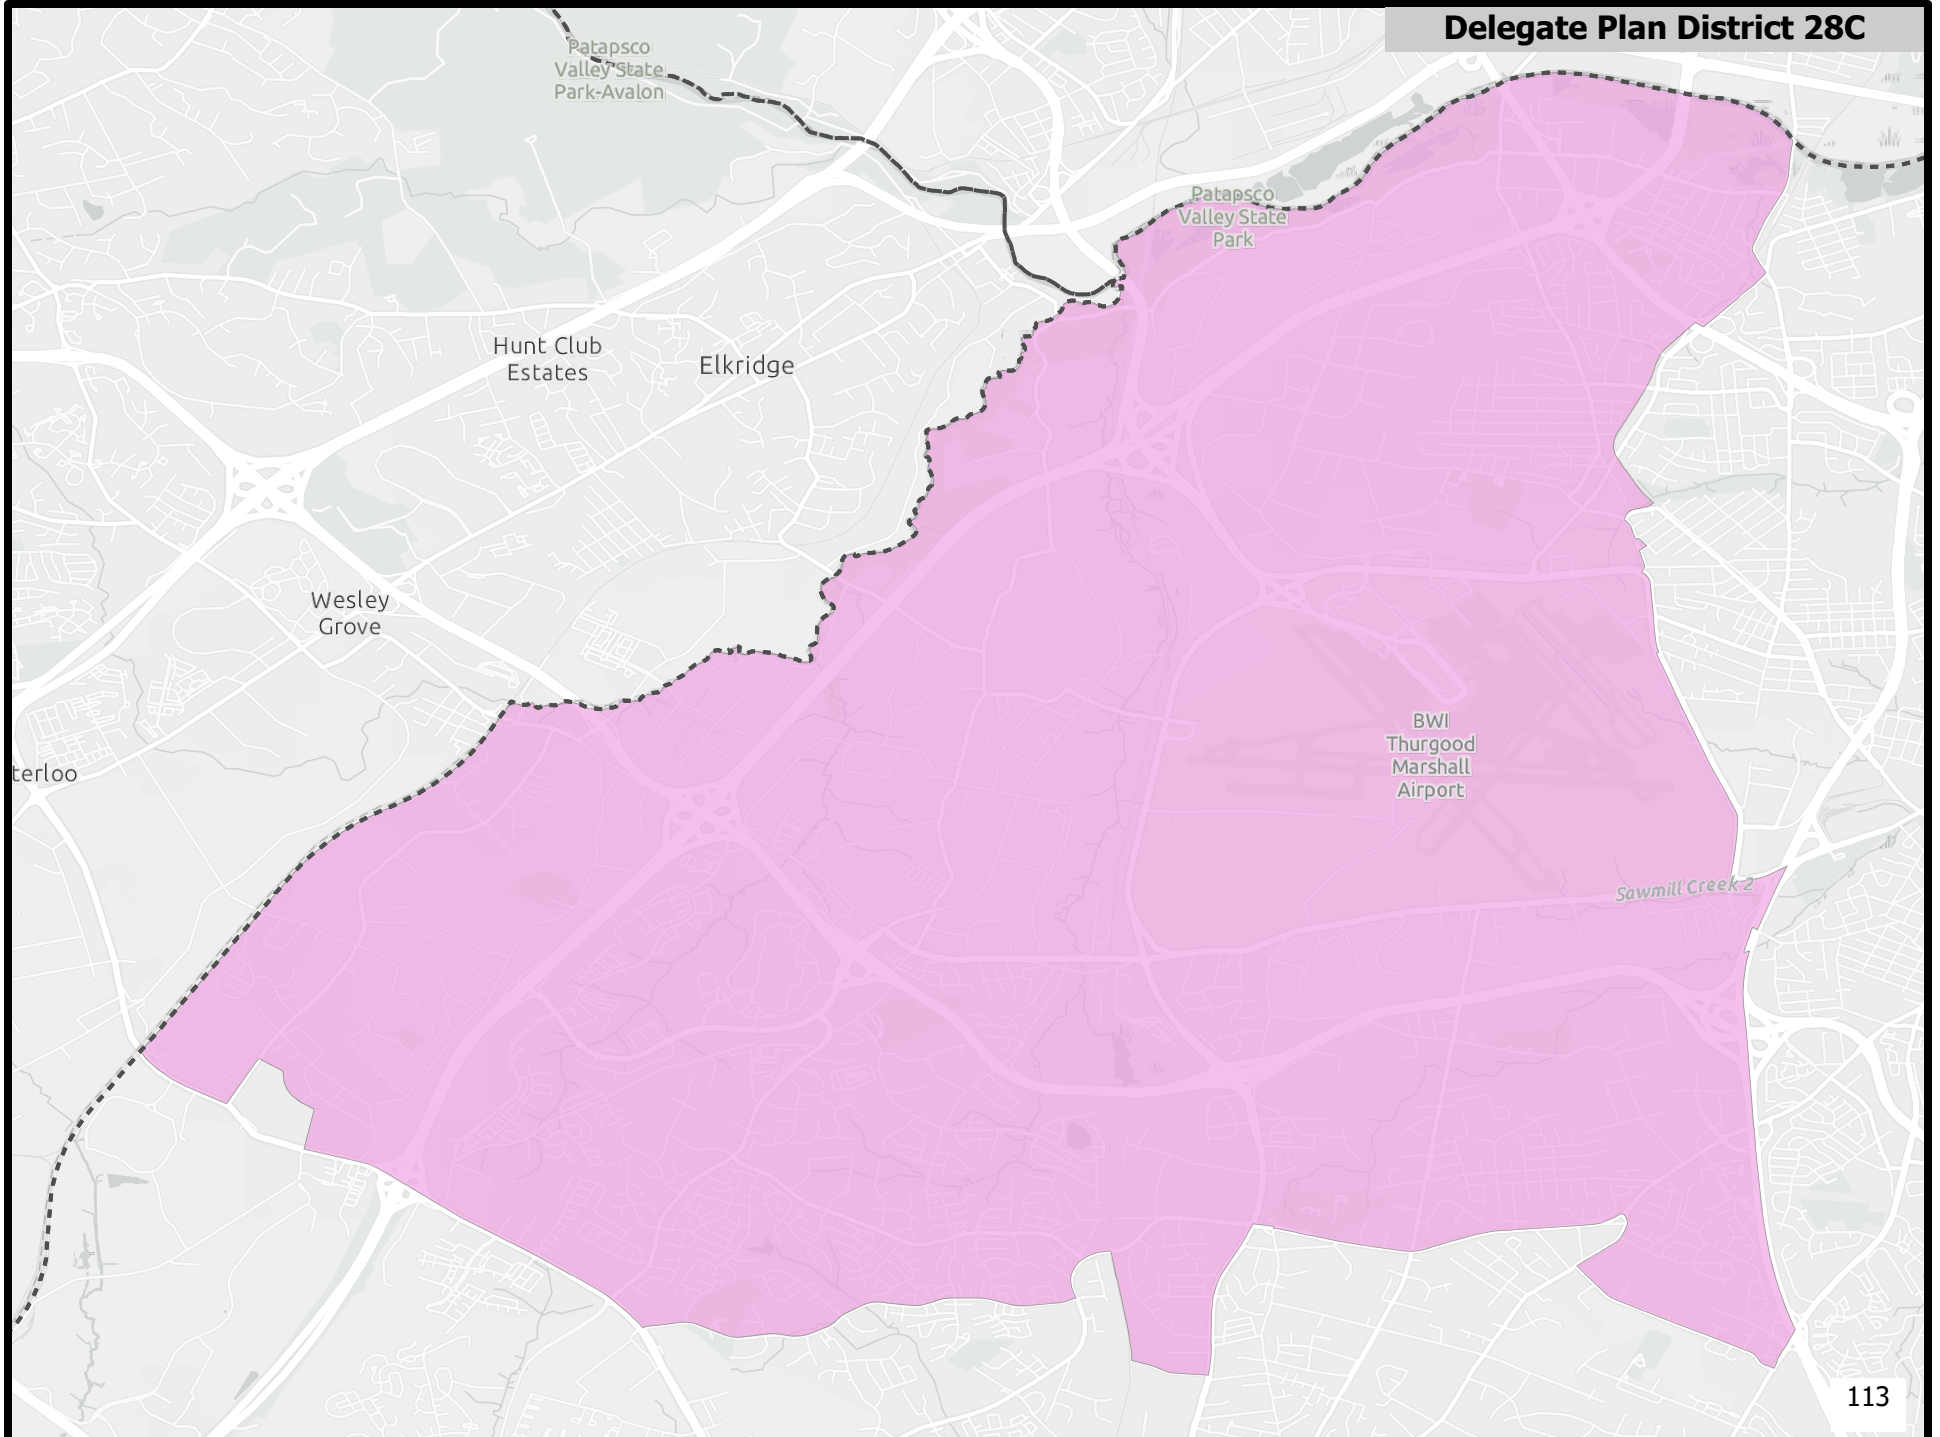 Delegate Plan District 28C
Patapsco
Valley State
Park-Avalon
Patapsco
Valley State
Park
Hunt Club
Estates
Elkridge
Wesley
Grove
terloo
BWI
Thurgood
Marshall
Airport
Sawmill Creek 2
113